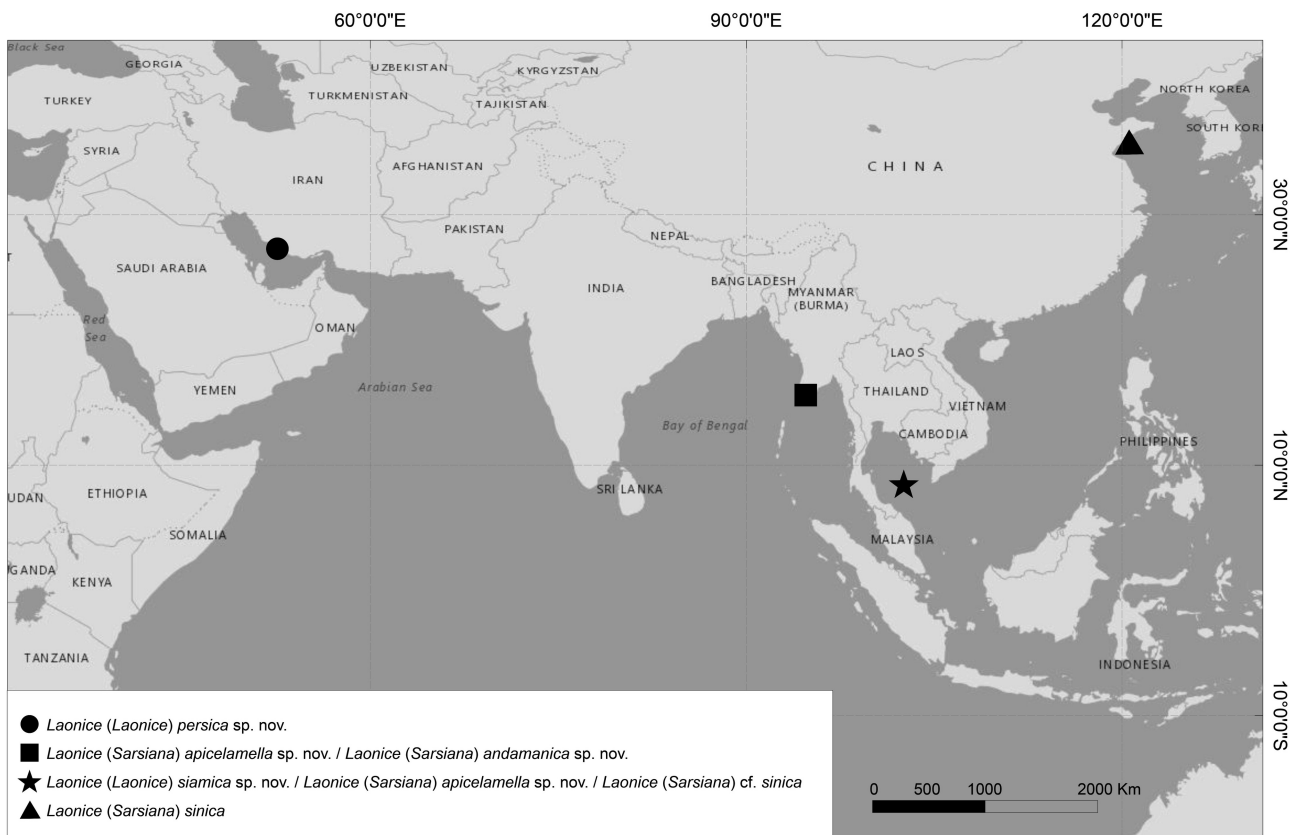 60°0'0"E 90°0'0"E 120°0'0"E
Black Sea
GEORGIA
UZBEKISTAN
KYRGYZSTAN
TURKEY
TURKMENISTAN
TAJIKISTAN
NORTH KOREA
SOUTH KOR
SYRIA
AFGHANISTAN
CHINA
IRAN
30°0'0"N
PAKISTAN
NEPAL
SAUDI ARABIA
BANGLADESH
INDIA
MYANMAR
(BURMA)
Red
Sea
OMAN
LAOS
YEMEN
Arabian Sea
THAILAND
VIETNAM
Bay of Bengal
CAMBODIA
PHILIPPINES
10°0'0"N
UDAN
ETHIOPIA
SRI LANKA
SOMALIA
MALAYSIA
GANDA
KENYA
TANZANIA
INDONESIA
10°0'0"S
Laonice (Laonice) persica sp. nov.
Laonice (Sarsiana) apicelamella sp. nov. / Laonice (Sarsiana) andamanica sp. nov.
Laonice (Laonice) siamica sp. nov. / Laonice (Sarsiana) apicelamella sp. nov. / Laonice (Sarsiana) cf. sinica
Laonice (Sarsiana) sinica
0 500 1000 2000 Km